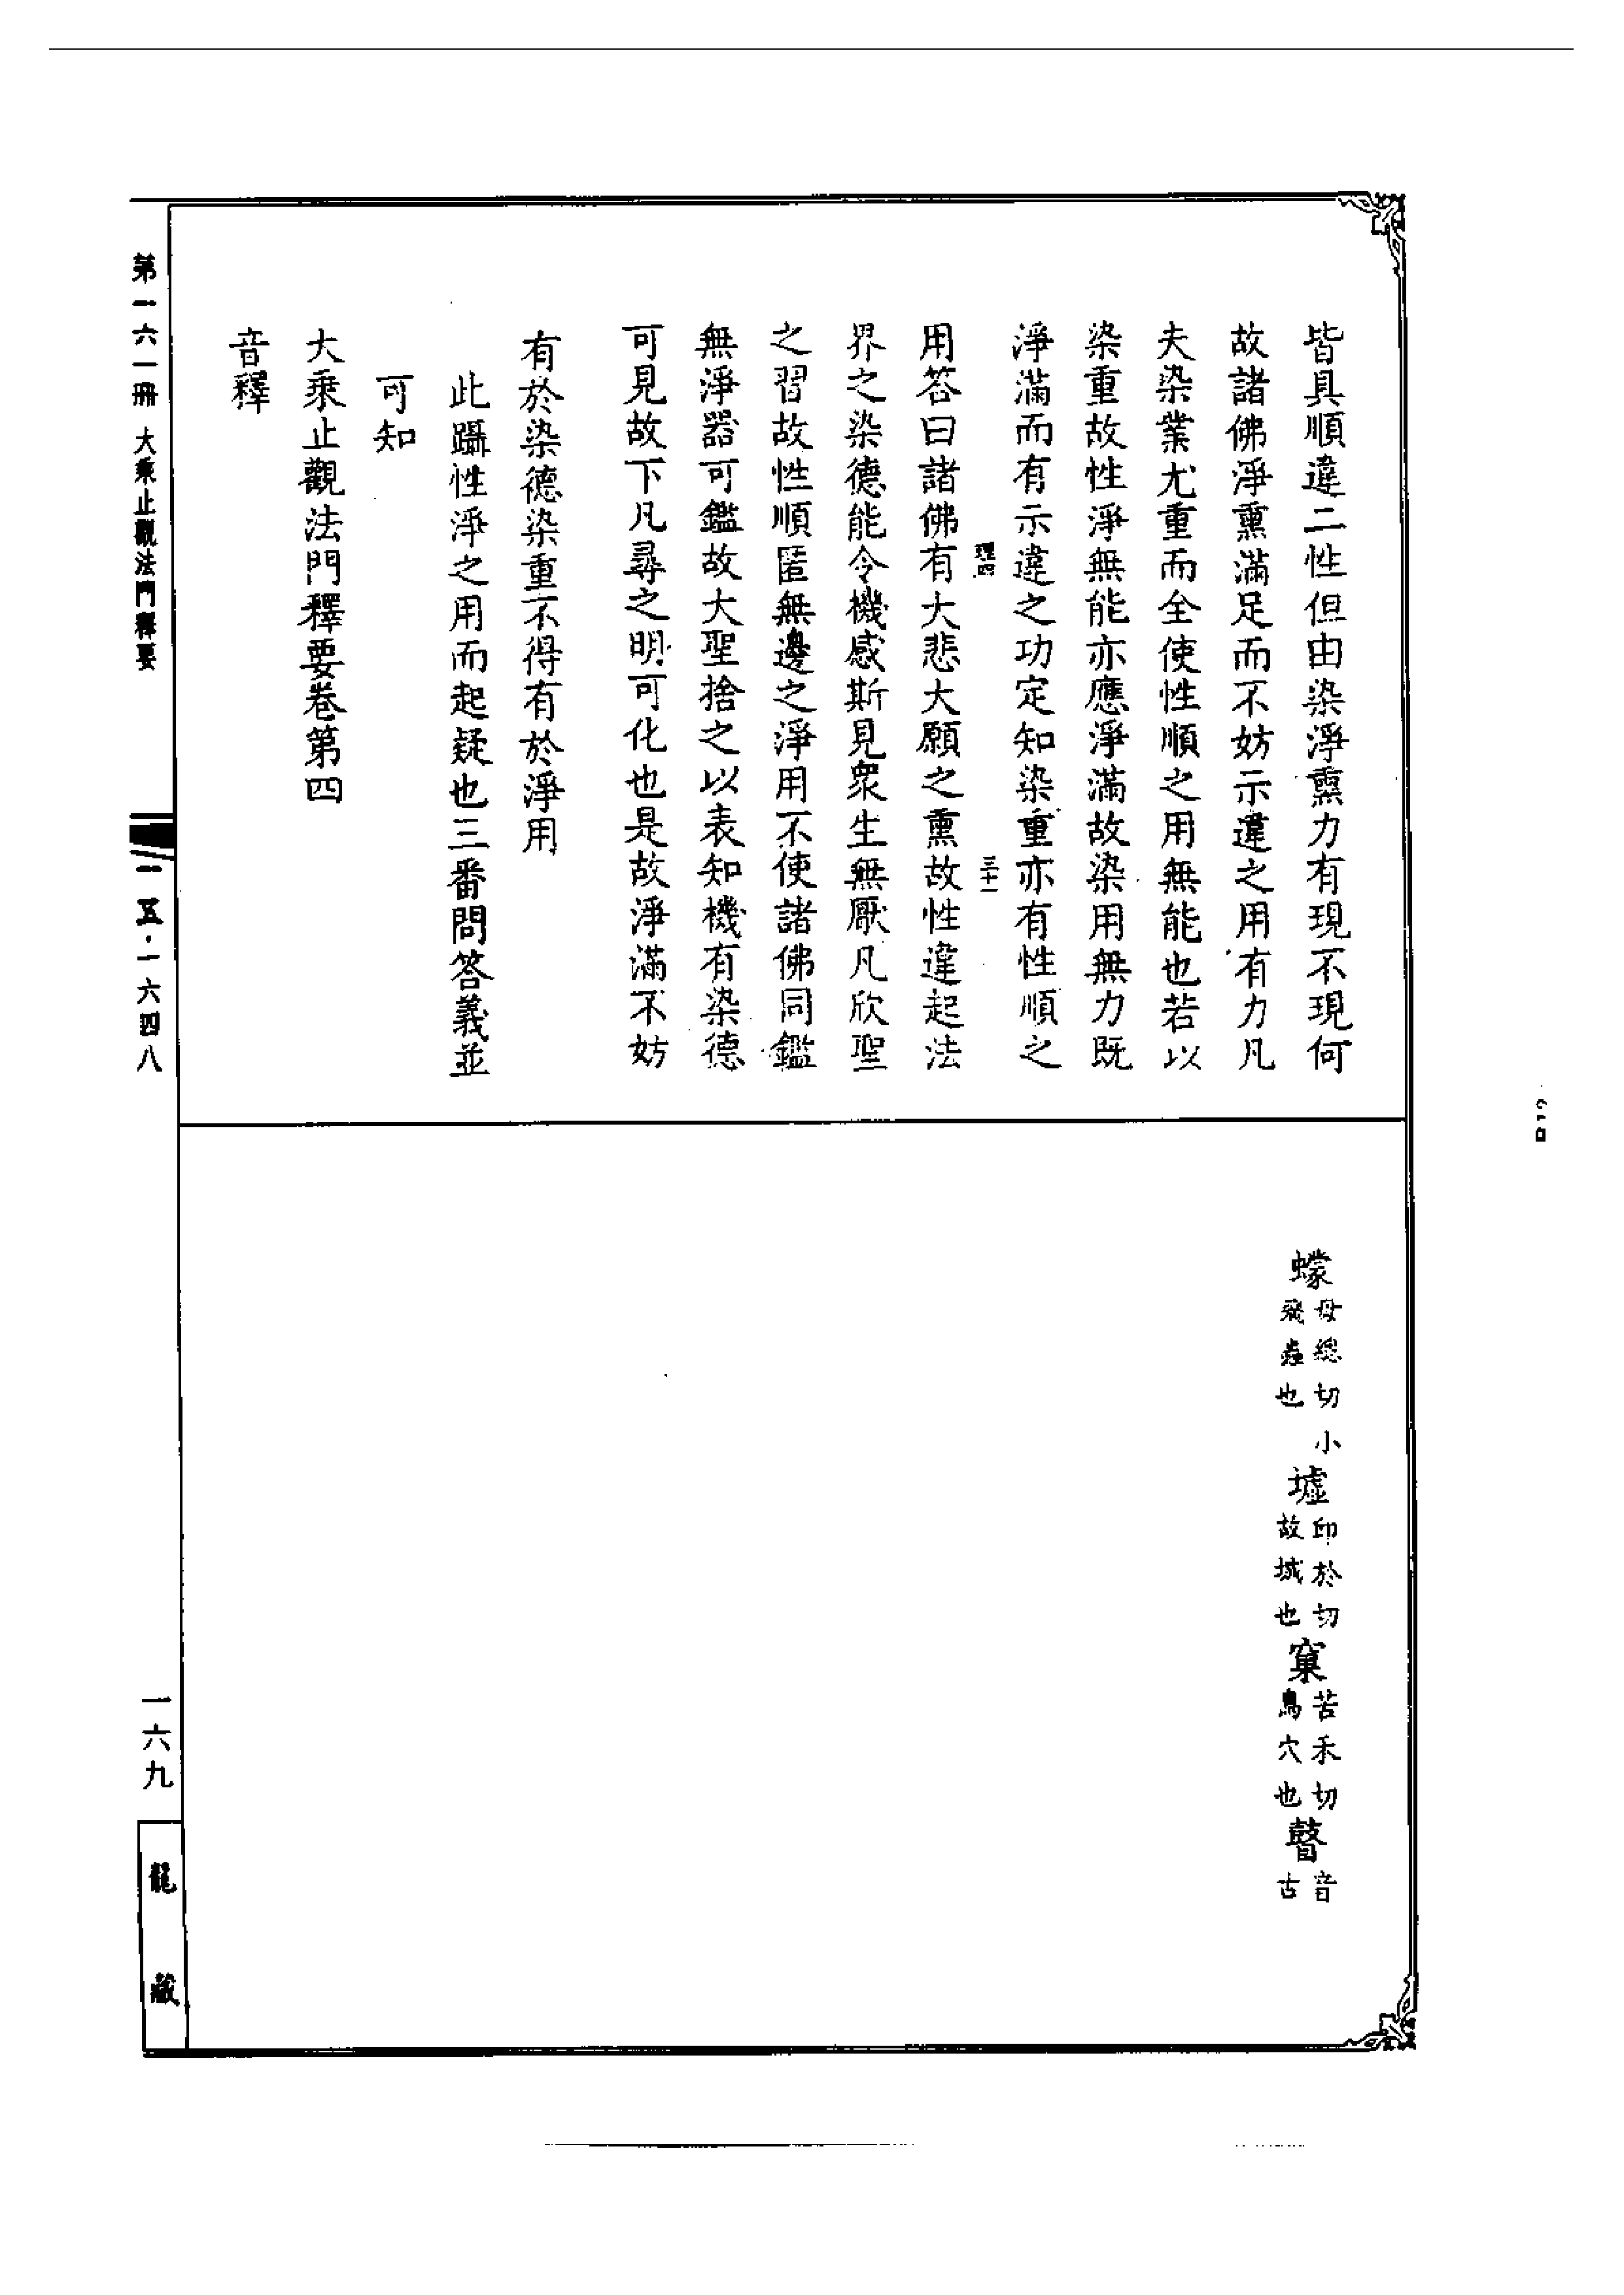 皆具順違二性但由染淨熏力有現不現何
故諸佛淨熏滿足而不妨示違之用有力凡
夫染業尤重而全使性順之用無能也若以
染重故性淨無能亦應淨滿故染用無力既
淨滿而有示違之功定知染重亦有性順之
三十一
用答曰諸佛有大悲大願之熏故性違起法
界之染德能令機感斯見眾生無厭凡欣聖
之習故性順匿無邊之淨用不使諸佛同鑑
無淨器可鑑故大聖捨之以表知機有染德
可見故下凡尋之明可化也是故淨滿不妨
有於染德染重不得有於淨用
此躡性淨之用而起疑也三番問答義並
可知
大乘止觀法門釋要卷第四
音釋
蠓
母總切小
飛蟲也
墟
印於切
故城也
窠
苦禾切
鳥穴也
瞽
音
古
第一六一冊 大乘止觀法門釋要
一五·一六四八
一六九
龍藏